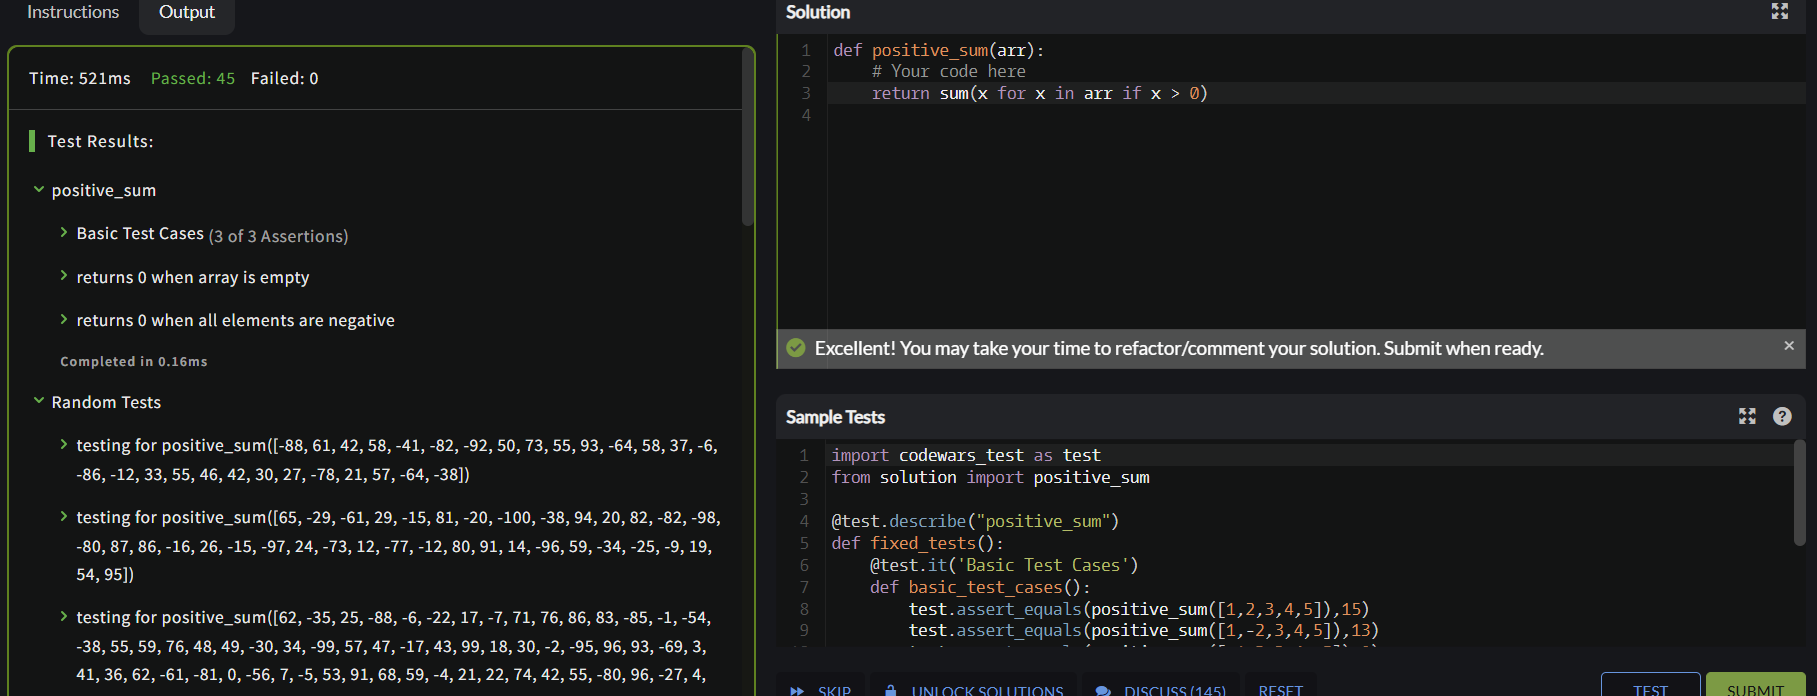 Instructions
Output
Time: 521ms Passed: 45 Failed: 0
Test Results:
positive_sum
Basic Test Cases (3 of 3 Assertions)
returns 0 when array is empty
returns 0 when all elements are negative
Completed in 0.16ms
Random Tests
testing for positive_sum([-88, 61, 42, 58, -41, -82, -92, 50, 73, 55, 93, -64, 58, 37, -6,
-86, -12, 33, 55, 46, 42, 30, 27, -78, 21, 57, -64, -38])
testing for positive_sum([65, -29, -61, 29, -15, 81, -20, -100, -38, 94, 20, 82, -82, -98,
-80, 87, 86, -16, 26, -15, -97, 24, -73, 12, -77, -12, 80, 91, 14, -96, 59, -34, -25, -9, 19,
54, 95])
testing for positive_sum([62, -35, 25, -88, -6, -22, 17, -7, 71, 76, 86, 83, -85, -1, -54,
-38, 55, 59, 76, 48, 49, -30, 34, -99, 57, 47, -17, 43, 99, 18, 30, -2, -95, 96, 93, -69, 3,
41, 36, 62, -61, -81, 0, -56, 7, -5, 53, 91, 68, 59, -4, 21, 22, 74, 42, 55, -80, 96, -27, 4,
Solution
1 def positive_sum(arr):
2 # Your code here
3 return sum(x for x in arr if x > 0)
4
Excellent! You may take your time to refactor/comment your solution. Submit when ready.
Sample Tests
1 import codewars_test as test
2 from solution import positive_sum
3
4 @test.describe("positive_sum")
5 def fixed_tests():
6 @test.it('Basic Test Cases')
7 def basic_test_cases():
8 test.assert_equals(positive_sum([1,2,3,4,5]),15)
9 test.assert_equals(positive_sum([1,-2,3,4,5]),13)
SKIP UNLOCK SOLUTIONS DISCUSS (145) RESET TEST SUBMIT